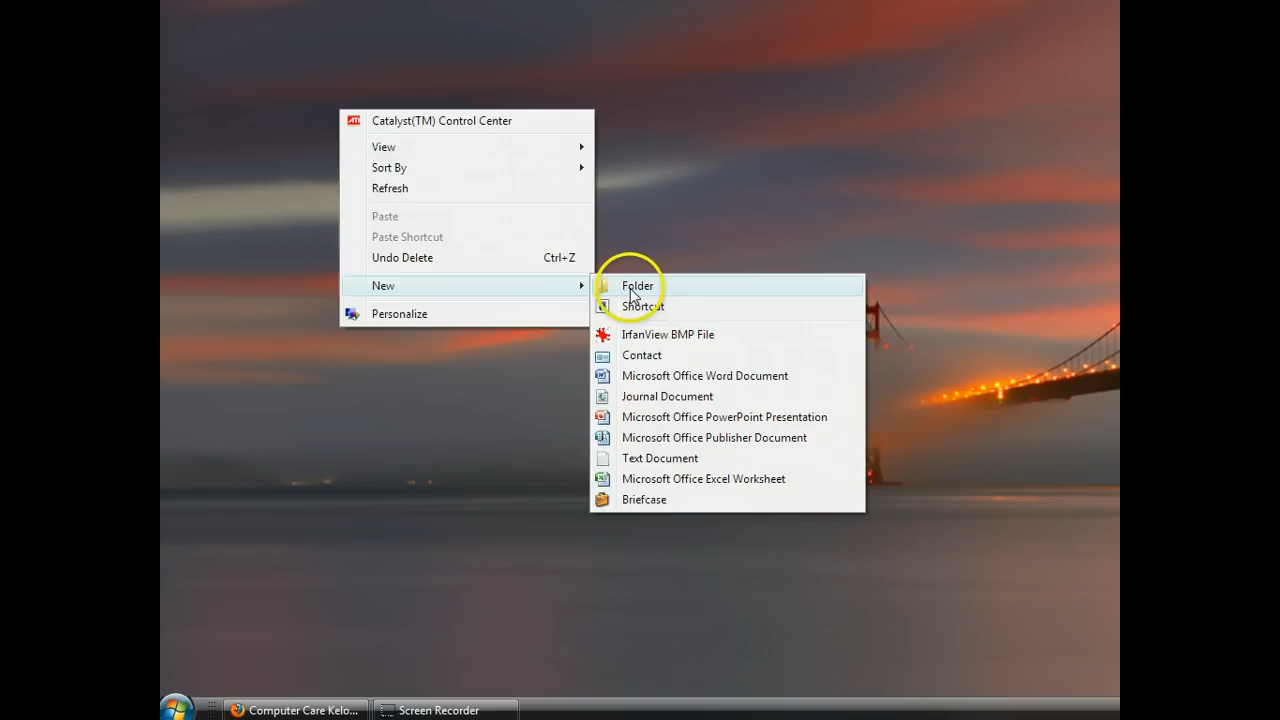 Catalyst(TM) Control Center
View
Sort By
Refresh
Paste
Paste Shortcut
Undo Delete Ctrl+Z
New
Personalize
Folder
Shortcut
IrfanView BMP File
Contact
Microsoft Office Word Document
Journal Document
Microsoft Office PowerPoint Presentation
Microsoft Office Publisher Document
Text Document
Microsoft Office Excel Worksheet
Briefcase
Computer Care Kelo...
Screen Recorder